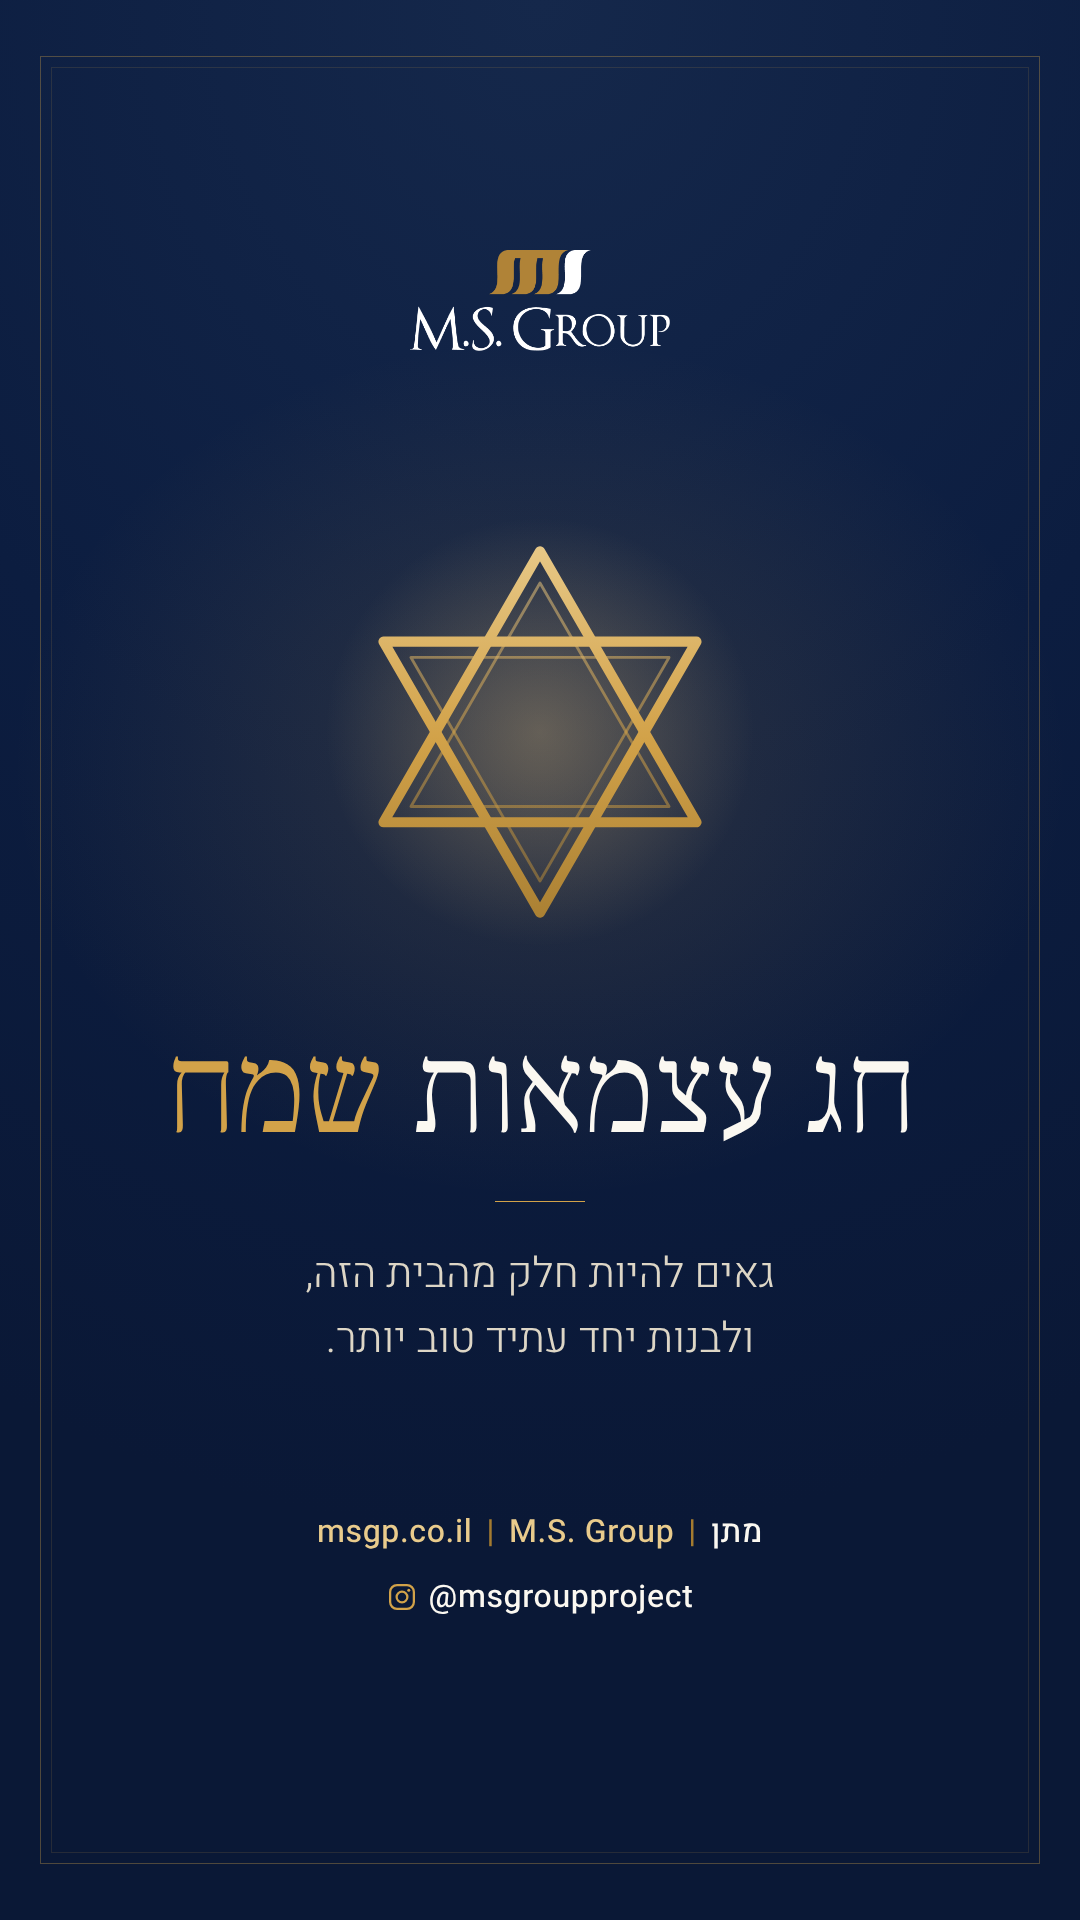 M.S. GROUP
חג עצמאות שמח
גאים להיות חלק מהבית הזה,
ולבנות יחד עתיד טוב יותר.
מתן | M.S. Group | msgp.co.il
@msgroupproject